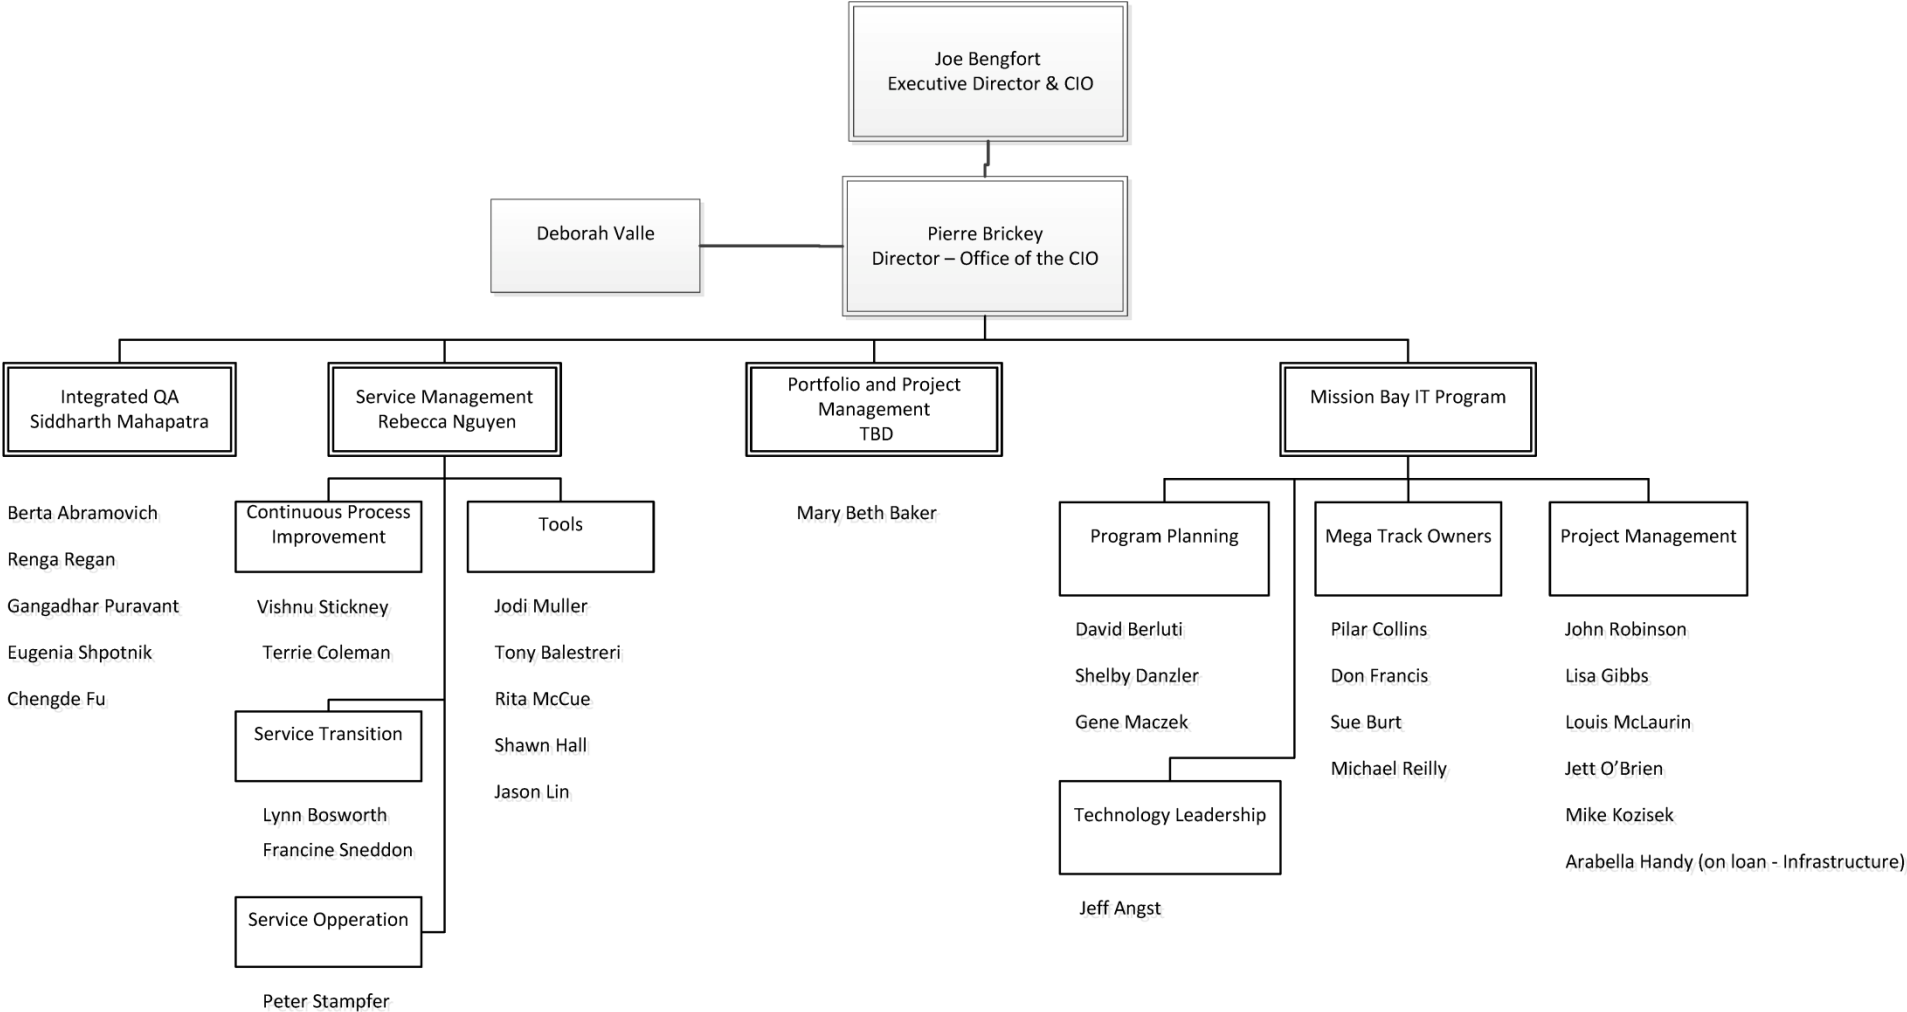 Joe Bengfort
Executive Director & CIO
Deborah Valle
Pierre Brickey
Director – Office of the CIO
Integrated QA
Siddharth Mahapatra
Service Management
Rebecca Nguyen
Portfolio and Project
Management
TBD
Mission Bay IT Program
Berta Abramovich
Renga Regan
Gangadhar Puravant
Eugenia Shpotnik
Chengde Fu
Continuous Process
Improvement
Vishnu Stickney
Terrie Coleman
Service Transition
Lynn Bosworth
Francine Sneddon
Service Opperation
Peter Stampfer
Tools
Jodi Muller
Tony Balestreri
Rita McCue
Shawn Hall
Jason Lin
Mary Beth Baker
Program Planning
David Berluti
Shelby Danzler
Gene Maczek
Technology Leadership
Jeff Angst
Mega Track Owners
Pilar Collins
Don Francis
Sue Burt
Michael Reilly
Project Management
John Robinson
Lisa Gibbs
Louis McLaurin
Jett O’Brien
Mike Kozisek
Arabella Handy (on loan - Infrastructure)